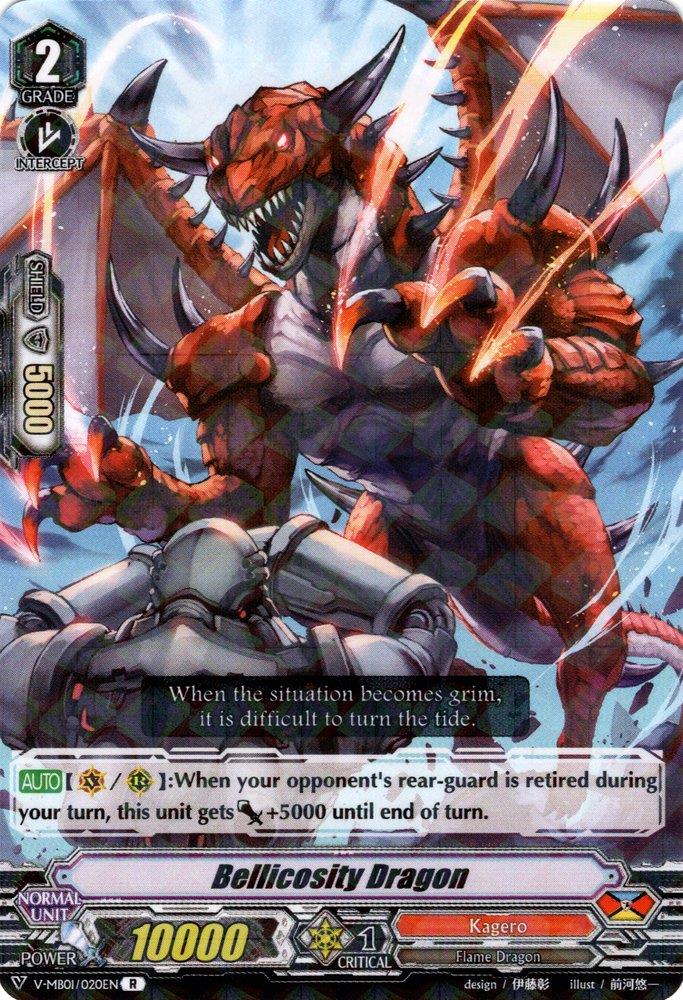 2
GRADE
INTERCEPT
SHIELD
5000
When the situation becomes grim,
it is difficult to turn the tide.
AUTO [ V / R ]:When your opponent's rear-guard is retired during
your turn, this unit gets +5000 until end of turn.
Bellicosity Dragon
NORMAL
UNIT
POWER 10000 1 CRITICAL
Kagero
Flame Dragon
V-MB01/020EN R
design / 伊藤彰 illust / 前河悠一